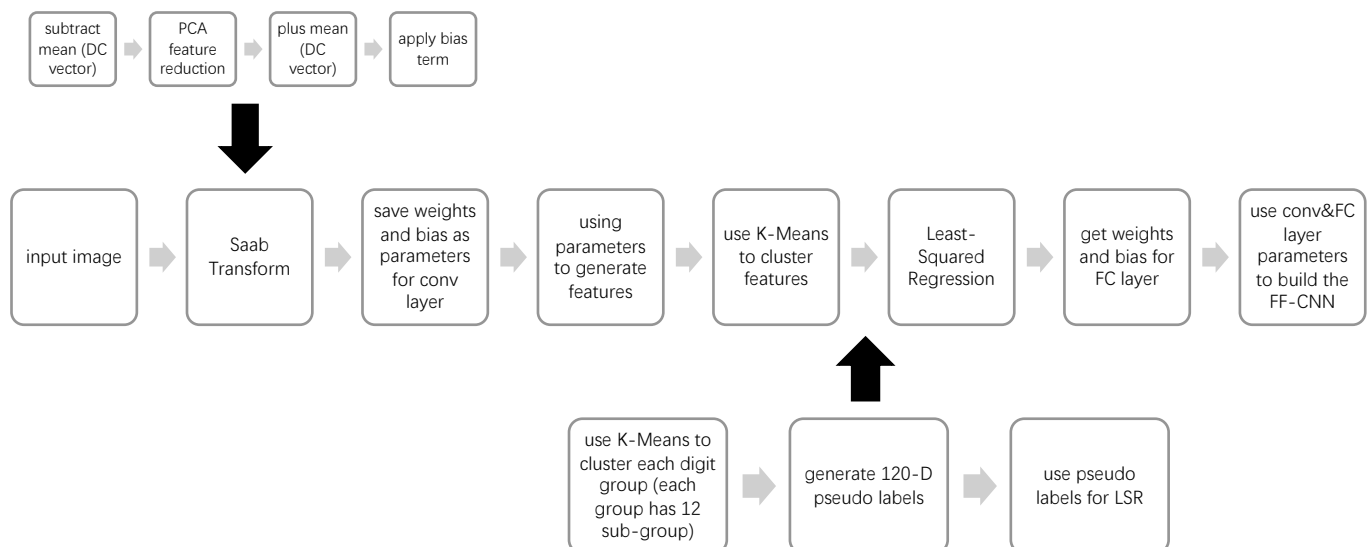 subtract
mean (DC
vector)
PCA
feature
reduction
plus mean
(DC
vector)
apply bias
term
input image
Saab
Transform
save weights
and bias as
parameters
for conv
layer
using
parameters
to generate
features
use K-Means
to cluster
features
Least-
Squared
Regression
get weights
and bias for
FC layer
use conv&FC
layer
parameters
to build the
FF-CNN
use K-Means to
cluster each digit
group (each
group has 12
sub-group)
generate 120-D
pseudo labels
use pseudo
labels for LSR